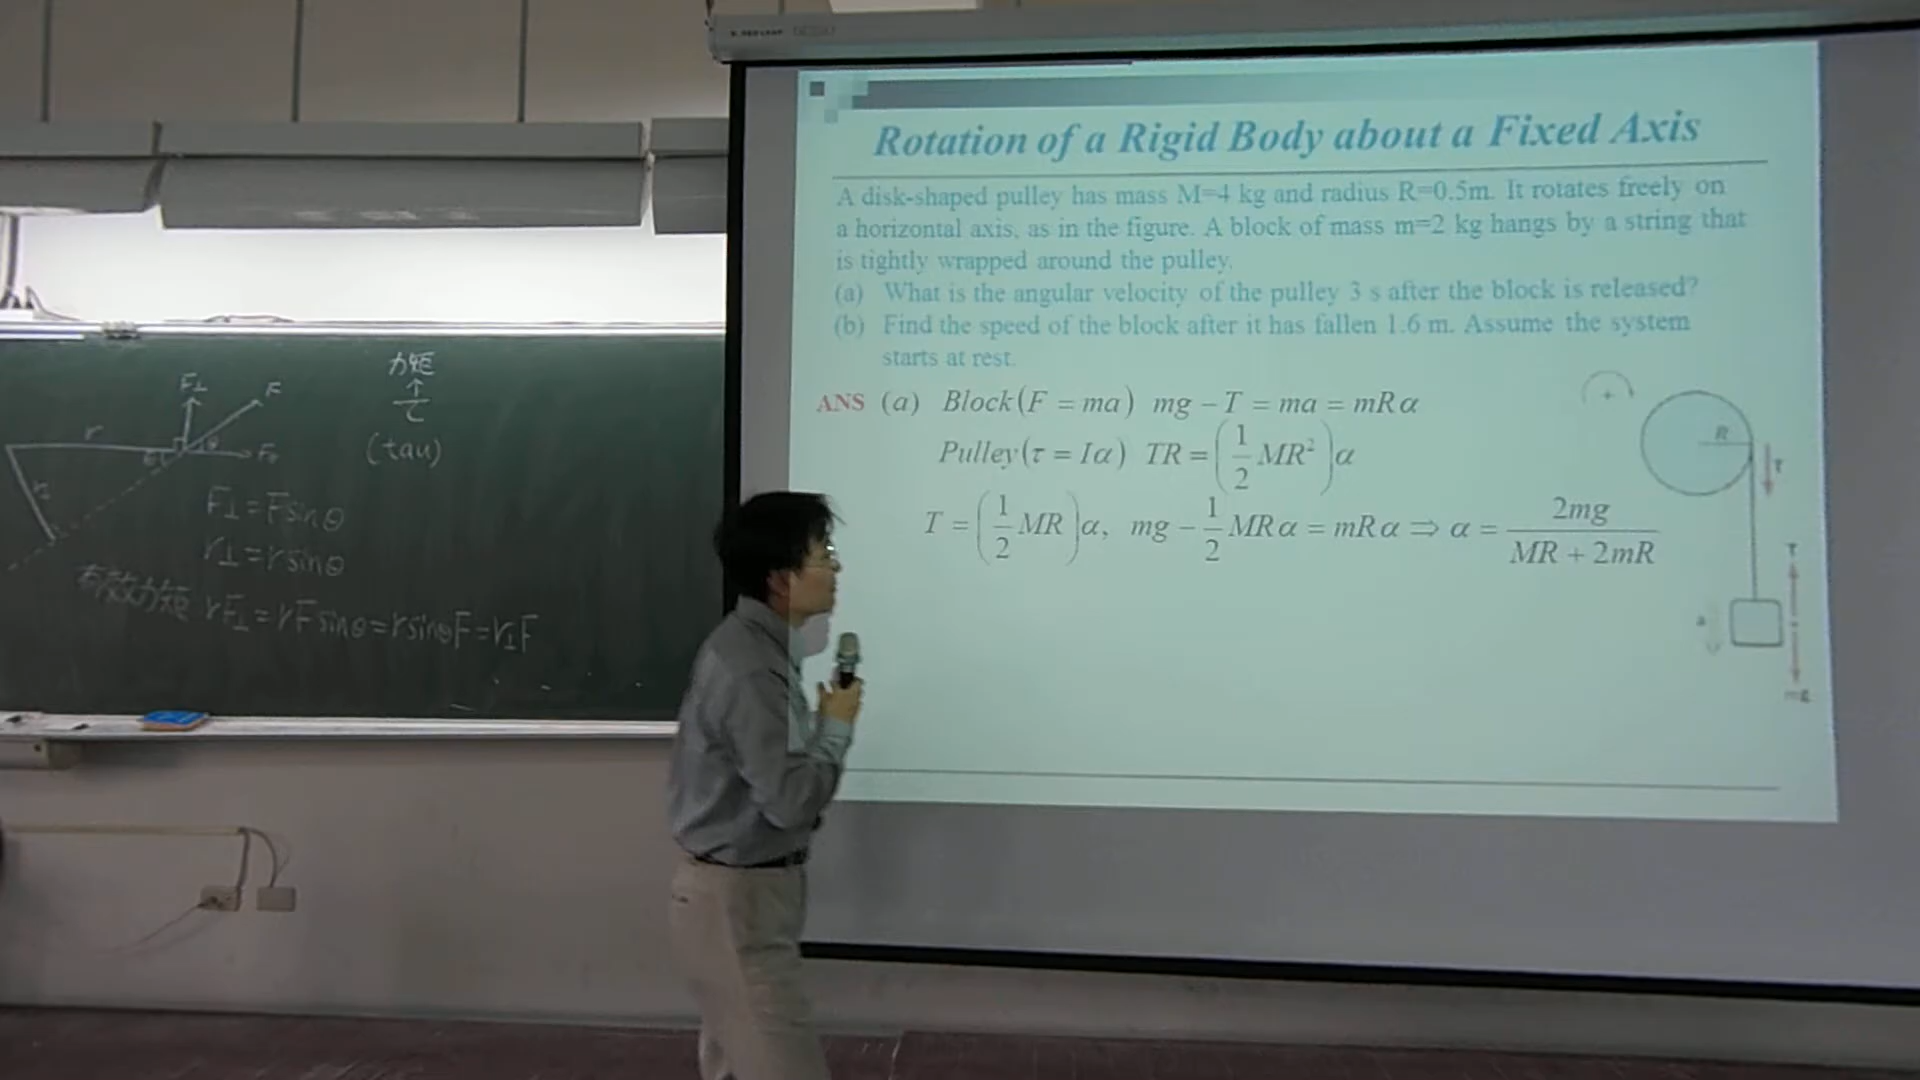 Rotation of a Rigid Body about a Fixed Axis
A disk-shaped pulley has mass M=4 kg and radius R=0.5m. It rotates freely on
a horizontal axis, as in the figure. A block of mass m=2 kg hangs by a string that
is tightly wrapped around the pulley.
(a) What is the angular velocity of the pulley 3 s after the block is released?
(b) Find the speed of the block after it has fallen 1.6 m. Assume the system
starts at rest.
ANS (a) Block(F = ma) mg − T = ma = mRα
Pulley(τ = Iα) TR = (1/2 MR²)α
T = (1/2 MR)α, mg − 1/2 MRα = mRα ⇒ α = 2mg/(MR + 2mR)
R
T
T
a
mg
力矩
↑
τ
(tau)
F⊥
F
r
θ
F⊥=Fsinθ
r⊥=rsinθ
有效力矩 rF⊥=rFsinθ=rsinθF=r⊥F